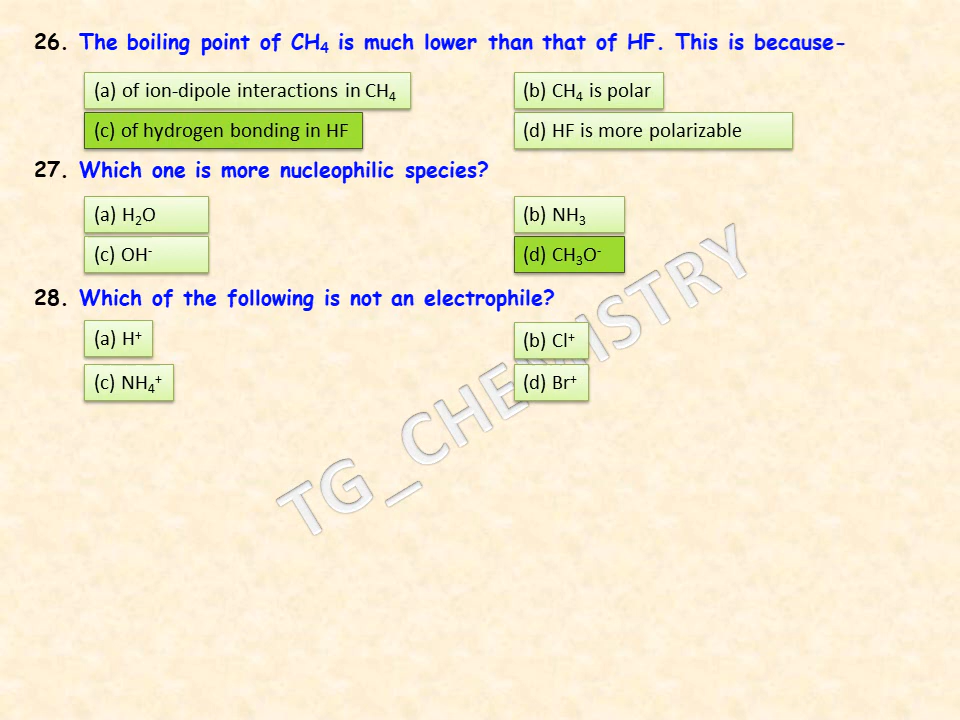 26. The boiling point of CH₄ is much lower than that of HF. This is because-
(a) of ion-dipole interactions in CH₄ (b) CH₄ is polar
(c) of hydrogen bonding in HF (d) HF is more polarizable
27. Which one is more nucleophilic species?
(a) H₂O (b) NH₃
(c) OH⁻ (d) CH₃O⁻
28. Which of the following is not an electrophile?
(a) H⁺ (b) Cl⁺
(c) NH₄⁺ (d) Br⁺
TG_CHEMISTRY